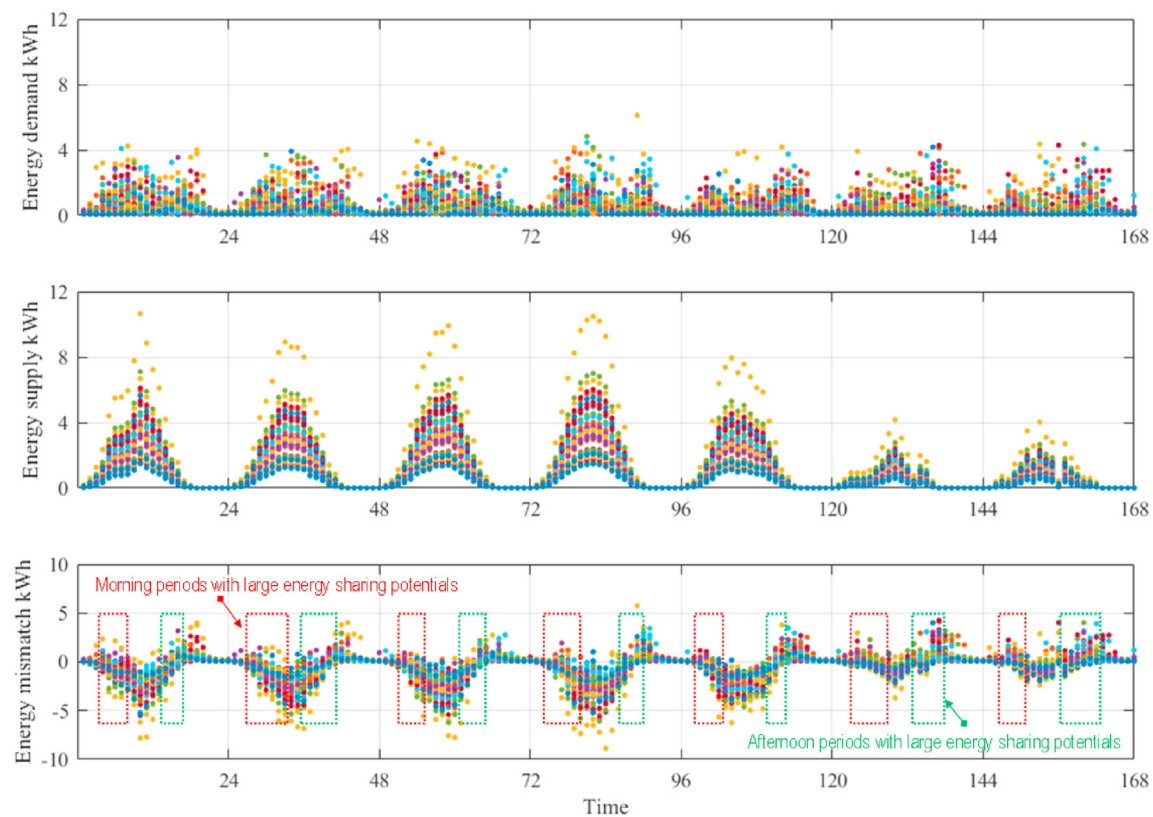 12
8
4
0
Energy demand kWh
24 48 72 96 120 144 168
12
8
4
0
Energy supply kWh
24 48 72 96 120 144 168
10
5
0
-5
-10
Energy mismatch kWh
Morning periods with large energy sharing potentials
Afternoon periods with large energy sharing potentials
24 48 72 96 120 144 168
Time